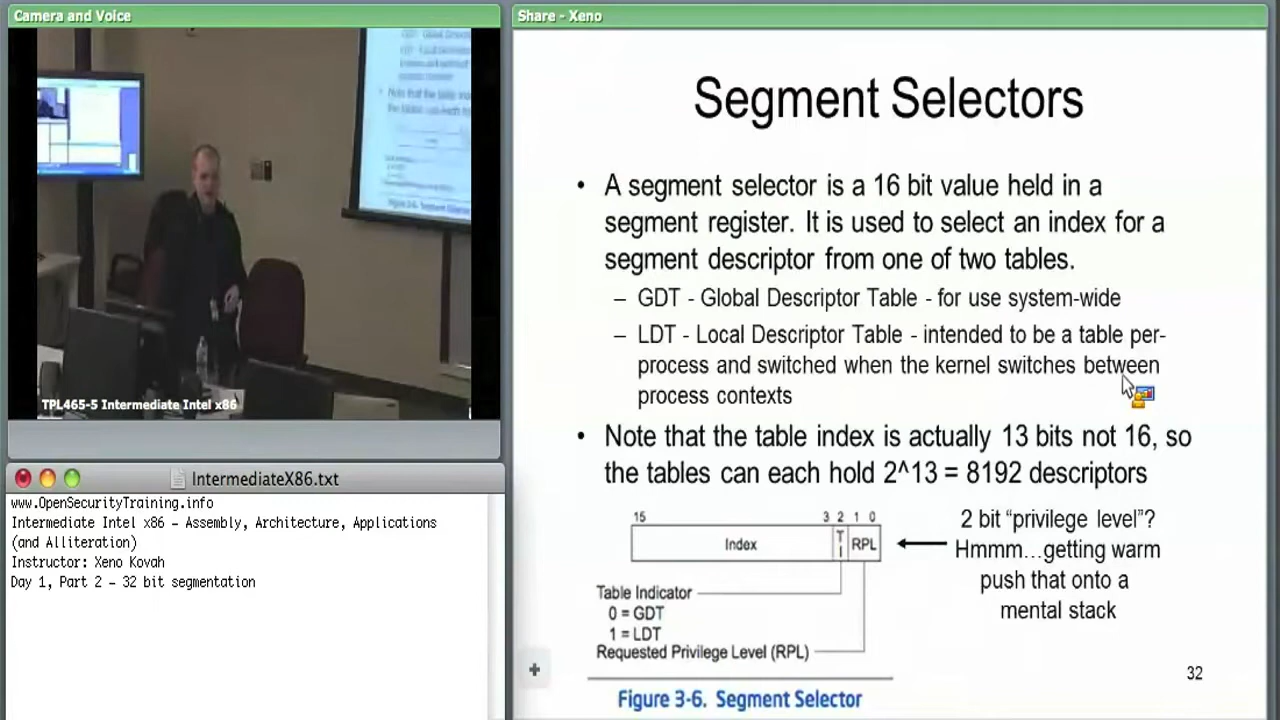 Camera and Voice
TPL465-5 Intermediate Intel x86
IntermediateX86.txt
www.OpenSecurityTraining.info
Intermediate Intel x86 – Assembly, Architecture, Applications
(and Alliteration)
Instructor: Xeno Kovah
Day 1, Part 2 – 32 bit segmentation
Share - Xeno
Segment Selectors
• A segment selector is a 16 bit value held in a
segment register. It is used to select an index for a
segment descriptor from one of two tables.
– GDT - Global Descriptor Table - for use system-wide
– LDT - Local Descriptor Table - intended to be a table per-
process and switched when the kernel switches between
process contexts
• Note that the table index is actually 13 bits not 16, so
the tables can each hold 2^13 = 8192 descriptors
15 3 2 1 0
Index T I RPL
Table Indicator
0 = GDT
1 = LDT
Requested Privilege Level (RPL)
2 bit “privilege level”?
Hmmm…getting warm
push that onto a
mental stack
Figure 3-6. Segment Selector
32